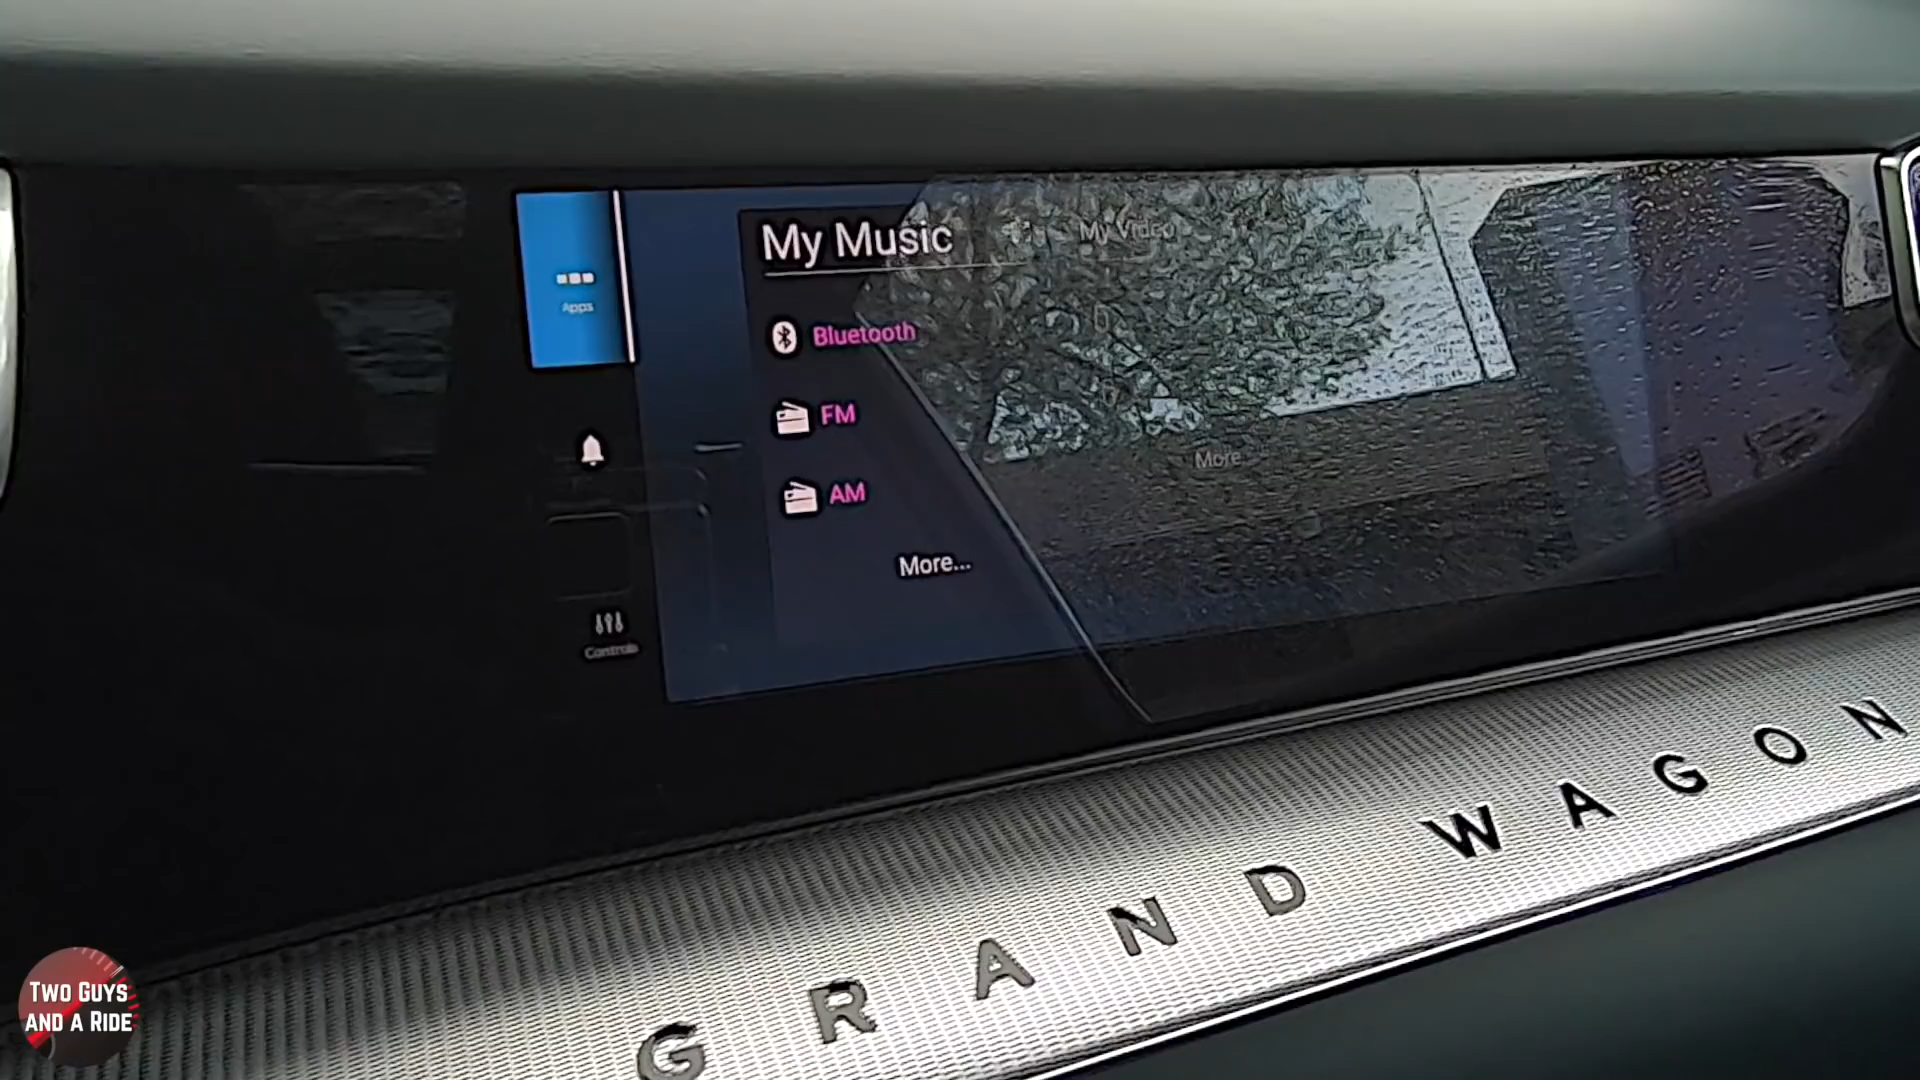 Apps
My Music
My Video
Bluetooth
FM
AM
More...
More
Controls
GRAND WAGON
TWO GUYS
AND A RIDE